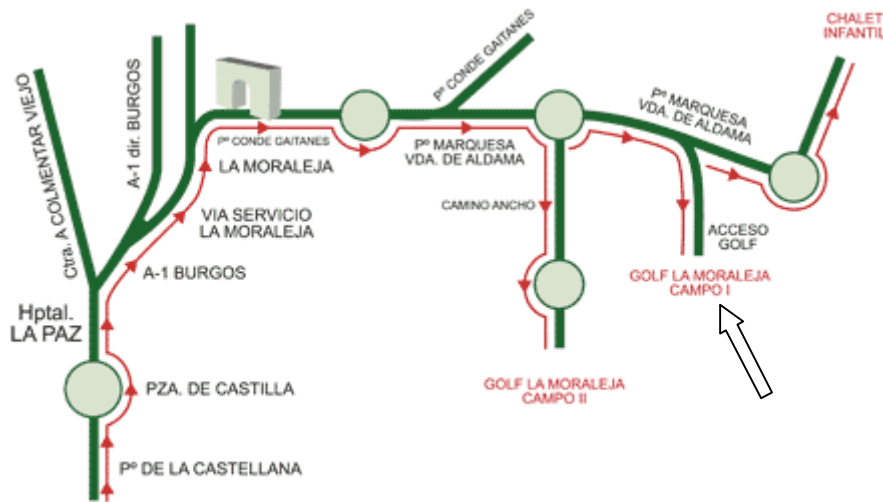 CHALET
INFANTIL
Pº CONDE GAITANES
Pº MARQUESA
VDA. DE ALDAMA
Ctra. A COLMENTAR VIEJO
A-1 dir. BURGOS
Pº CONDE GAITANES
LA MORALEJA
Pº MARQUESA
VDA. DE ALDAMA
CAMINO ANCHO
VIA SERVICIO
LA MORALEJA
ACCESO
GOLF
A-1 BURGOS
GOLF LA MORALEJA
CAMPO I
Hptal.
LA PAZ
GOLF LA MORALEJA
CAMPO II
PZA. DE CASTILLA
Pº DE LA CASTELLANA